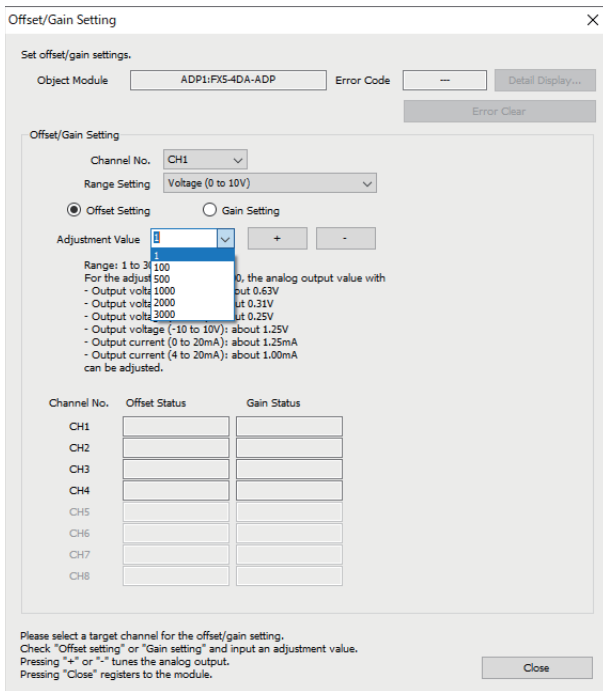 Offset/Gain Setting
Set offset/gain settings.
Object Module ADP1:FX5-4DA-ADP Error Code --- Detail Display...
Error Clear
Offset/Gain Setting
Channel No. CH1
Range Setting Voltage (0 to 10V)
Offset Setting Gain Setting
Adjustment Value 1 + -
1
100
500
1000
2000
3000
Range: 1 to 30
For the adjust 0, the analog output value with
- Output volta out 0.63V
- Output volta ut 0.31V
- Output volta ut 0.25V
- Output voltage (-10 to 10V): about 1.25V
- Output current (0 to 20mA): about 1.25mA
- Output current (4 to 20mA): about 1.00mA
can be adjusted.
Channel No. Offset Status Gain Status
CH1
CH2
CH3
CH4
CH5
CH6
CH7
CH8
Please select a target channel for the offset/gain setting.
Check "Offset setting" or "Gain setting" and input an adjustment value.
Pressing "+" or "-" tunes the analog output.
Pressing "Close" registers to the module.
Close